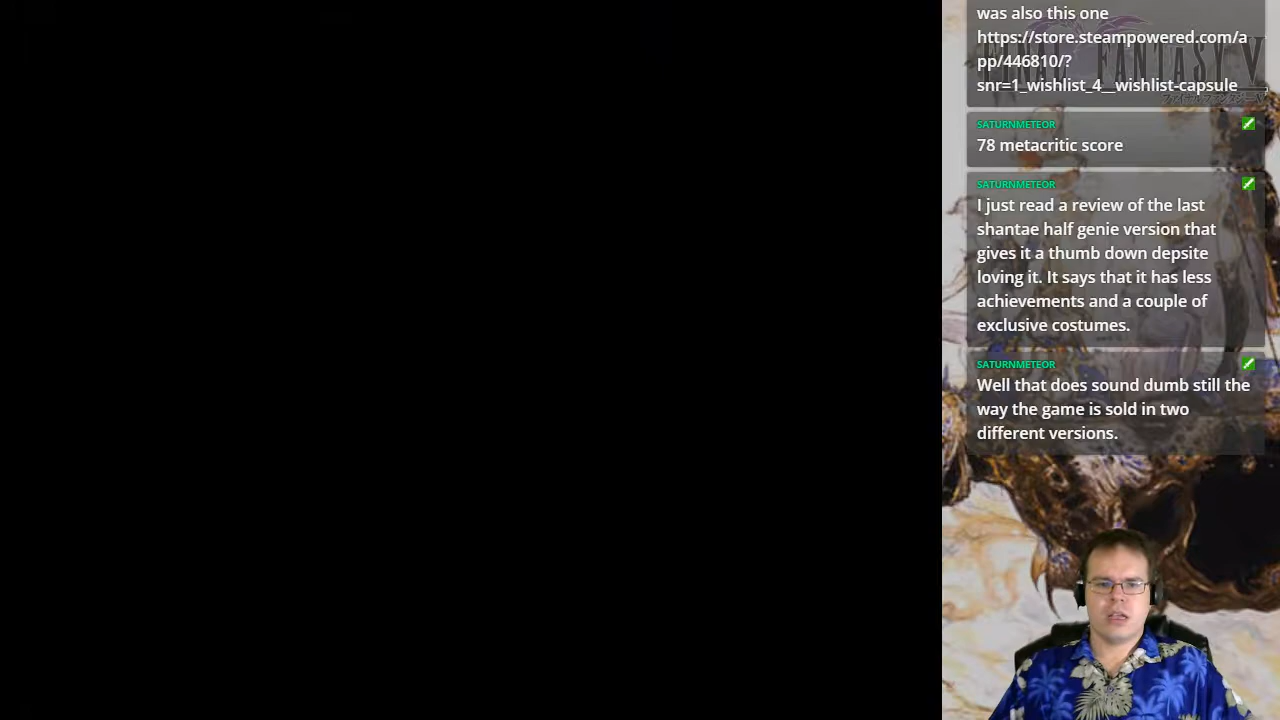 was also this one
https://store.steampowered.com/a
pp/446810/?
snr=1_wishlist_4__wishlist-capsule
FINAL FANTASY V
SATURNMETEOR
78 metacritic score
SATURNMETEOR
I just read a review of the last
shantae half genie version that
gives it a thumb down depsite
loving it. It says that it has less
achievements and a couple of
exclusive costumes.
SATURNMETEOR
Well that does sound dumb still the
way the game is sold in two
different versions.